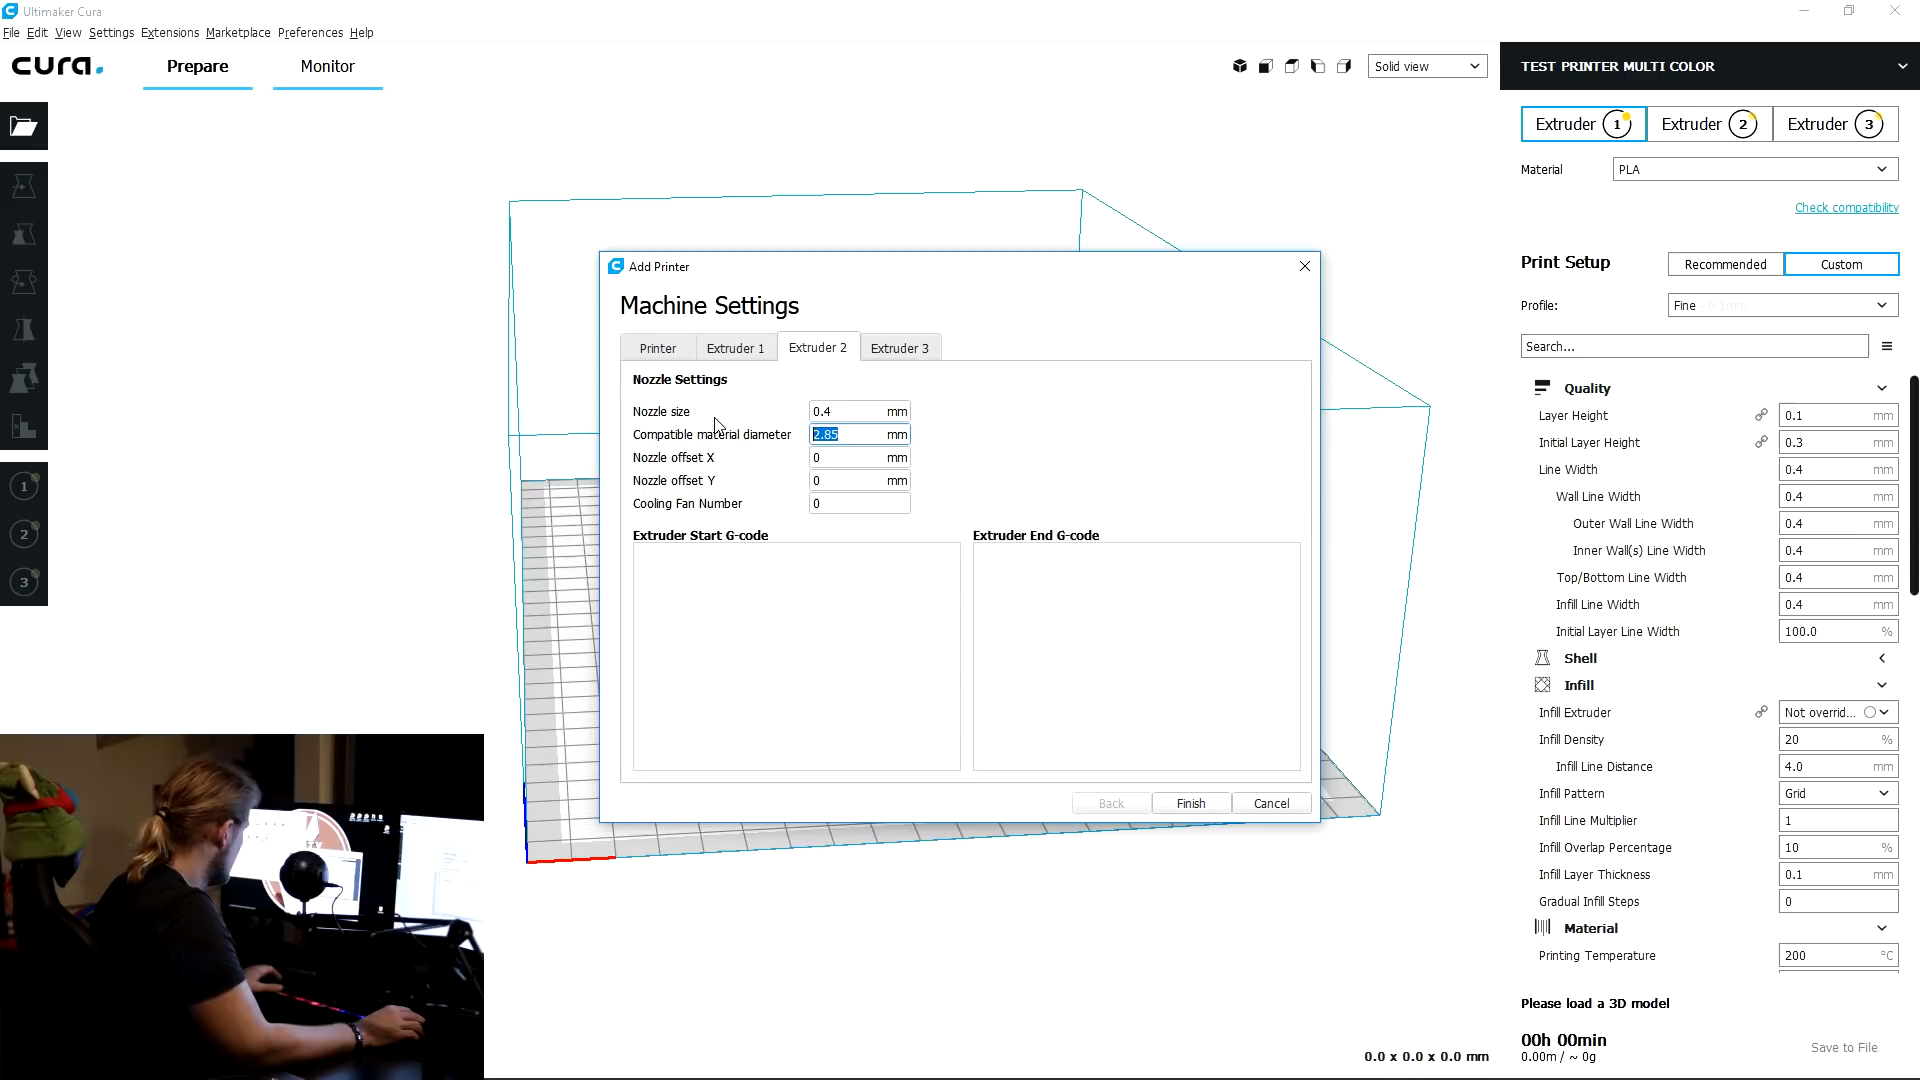 Ultimaker Cura
File Edit View Settings Extensions Marketplace Preferences Help
cura.
Prepare
Monitor
Solid view
TEST PRINTER MULTI COLOR
Extruder 1
Extruder 2
Extruder 3
Material
PLA
Check compatibility
Print Setup
Recommended
Custom
Profile:
Fine - 0.1mm
Search...
Quality
Layer Height 0.1 mm
Initial Layer Height 0.3 mm
Line Width 0.4 mm
Wall Line Width 0.4 mm
Outer Wall Line Width 0.4 mm
Inner Wall(s) Line Width 0.4 mm
Top/Bottom Line Width 0.4 mm
Infill Line Width 0.4 mm
Initial Layer Line Width 100.0 %
Shell
Infill
Infill Extruder Not overrid...
Infill Density 20 %
Infill Line Distance 4.0 mm
Infill Pattern Grid
Infill Line Multiplier 1
Infill Overlap Percentage 10 %
Infill Layer Thickness 0.1 mm
Gradual Infill Steps 0
Material
Printing Temperature 200 °C
Please load a 3D model
00h 00min
0.00m / ~ 0g
Save to File
0.0 x 0.0 x 0.0 mm
1
2
3
Add Printer
Machine Settings
Printer
Extruder 1
Extruder 2
Extruder 3
Nozzle Settings
Nozzle size 0.4 mm
Compatible material diameter 2.85 mm
Nozzle offset X 0 mm
Nozzle offset Y 0 mm
Cooling Fan Number 0
Extruder Start G-code
Extruder End G-code
Back
Finish
Cancel